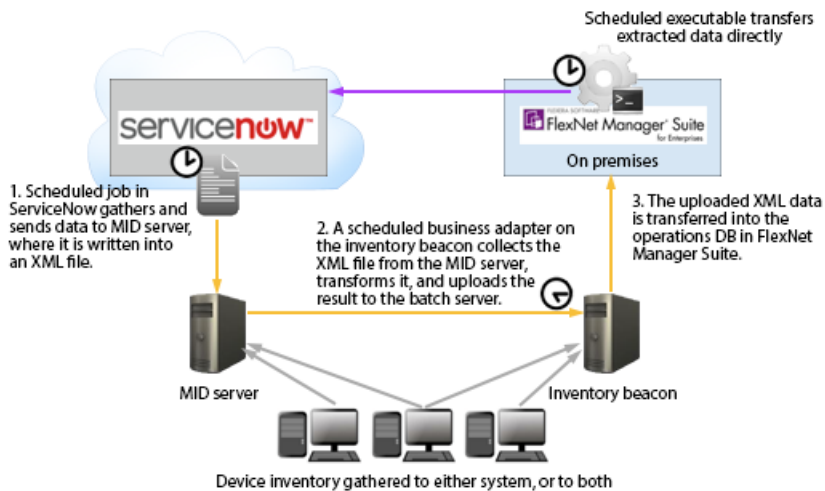 Scheduled executable transfers
extracted data directly
servicenow™
>_
FLEXERA SOFTWARE
FlexNet Manager® Suite
for Enterprises
On premises
1. Scheduled job in
ServiceNow gathers and
sends data to MID server,
where it is written into
an XML file.
2. A scheduled business adapter on
the inventory beacon collects the
XML file from the MID server,
transforms it, and uploads the
result to the batch server.
3. The uploaded XML data
is transferred into the
operations DB in FlexNet
Manager Suite.
MID server
Inventory beacon
Device inventory gathered to either system, or to both